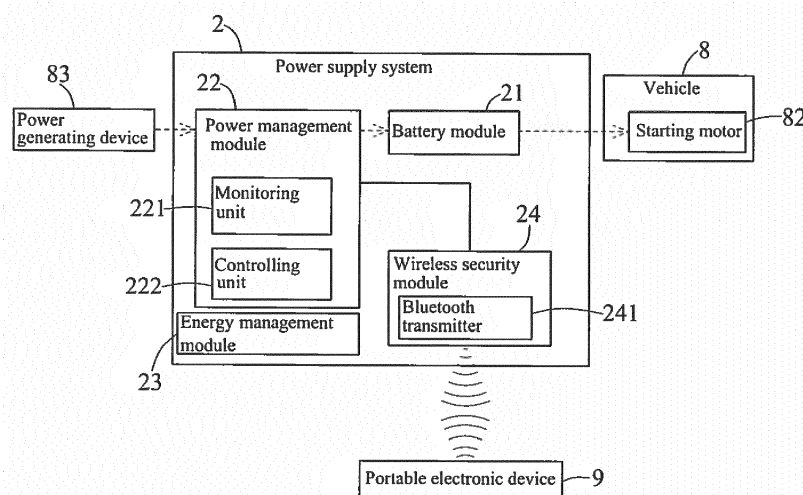 2
Power supply system
83
Power
generating device
22
Power management
module
21
Battery module
8
Vehicle
Starting motor
82
221
Monitoring
unit
222
Controlling
unit
24
Wireless security
module
Bluetooth
transmitter
241
Energy management
module
23
Portable electronic device
9